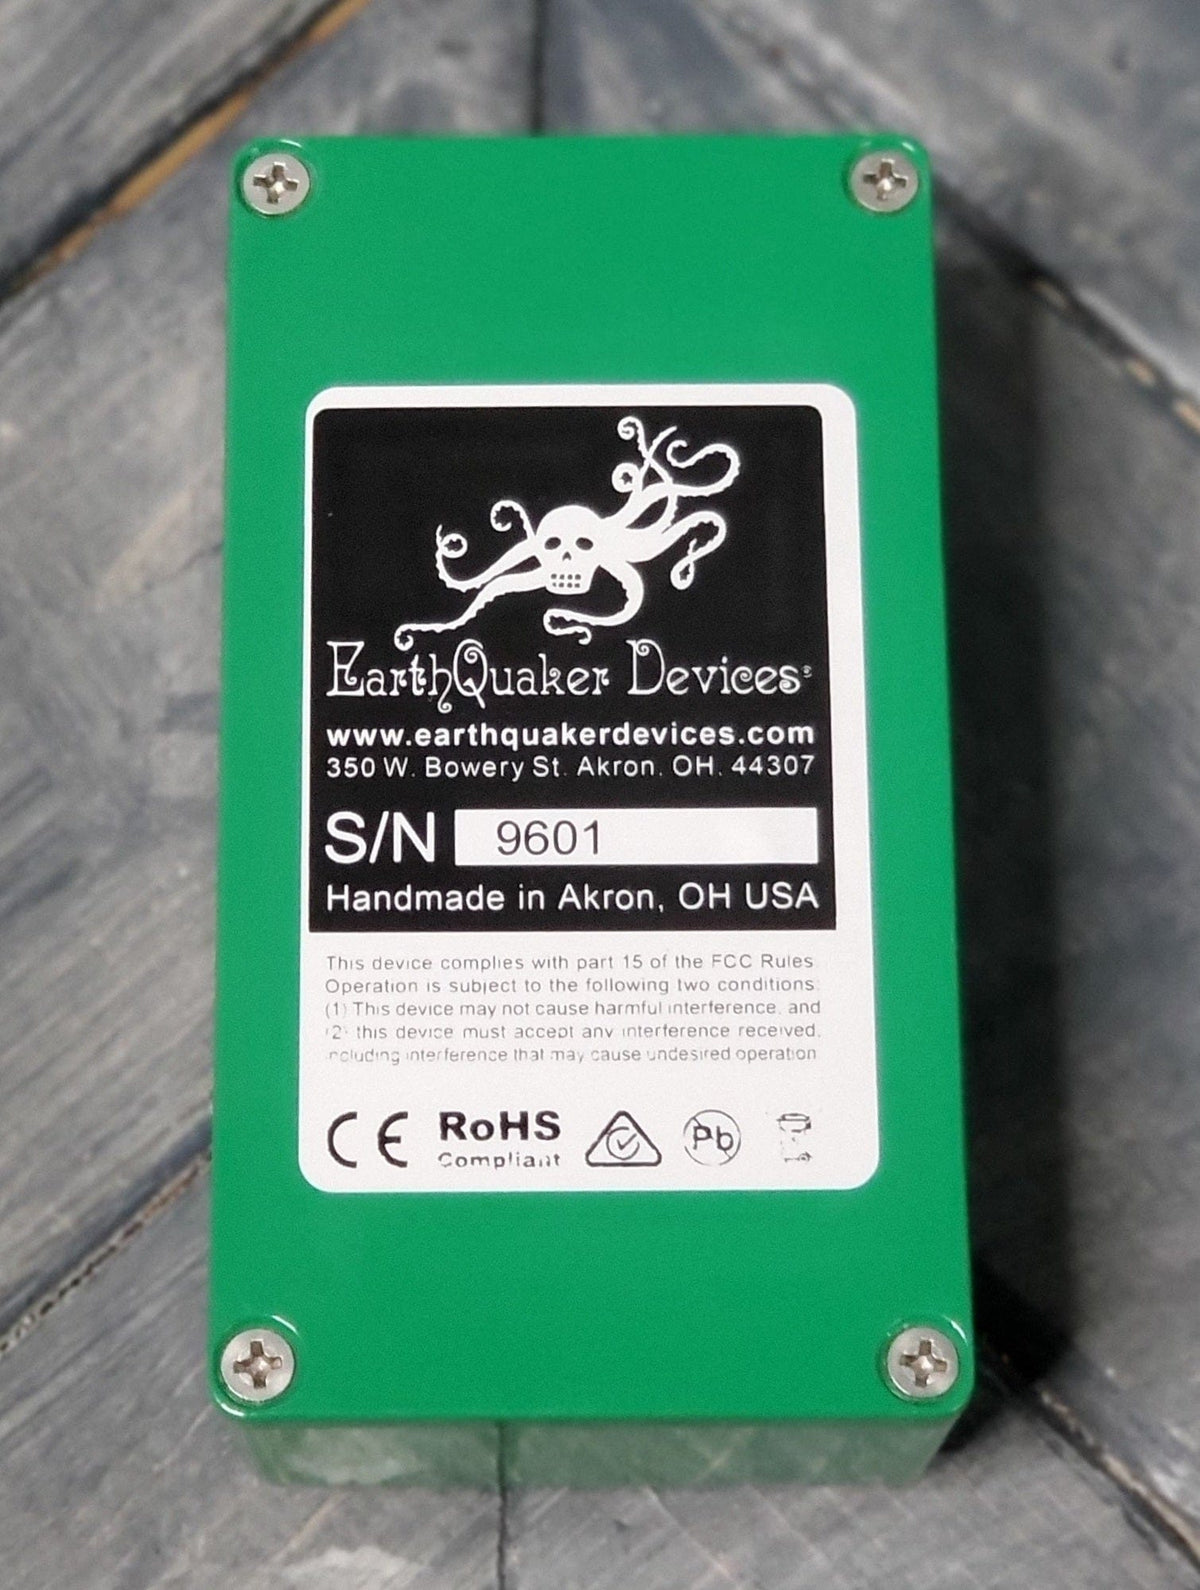 EarthQuaker Devices
www.earthquakerdevices.com
350 W. Bowery St. Akron, OH. 44307
S/N 9601
Handmade in Akron, OH USA
This device complies with part 15 of the FCC Rules
Operation is subject to the following two conditions:
(1) This device may not cause harmful interference, and
(2) this device must accept any interference received,
including interference that may cause undesired operation
CE RoHS Pb
Compliant